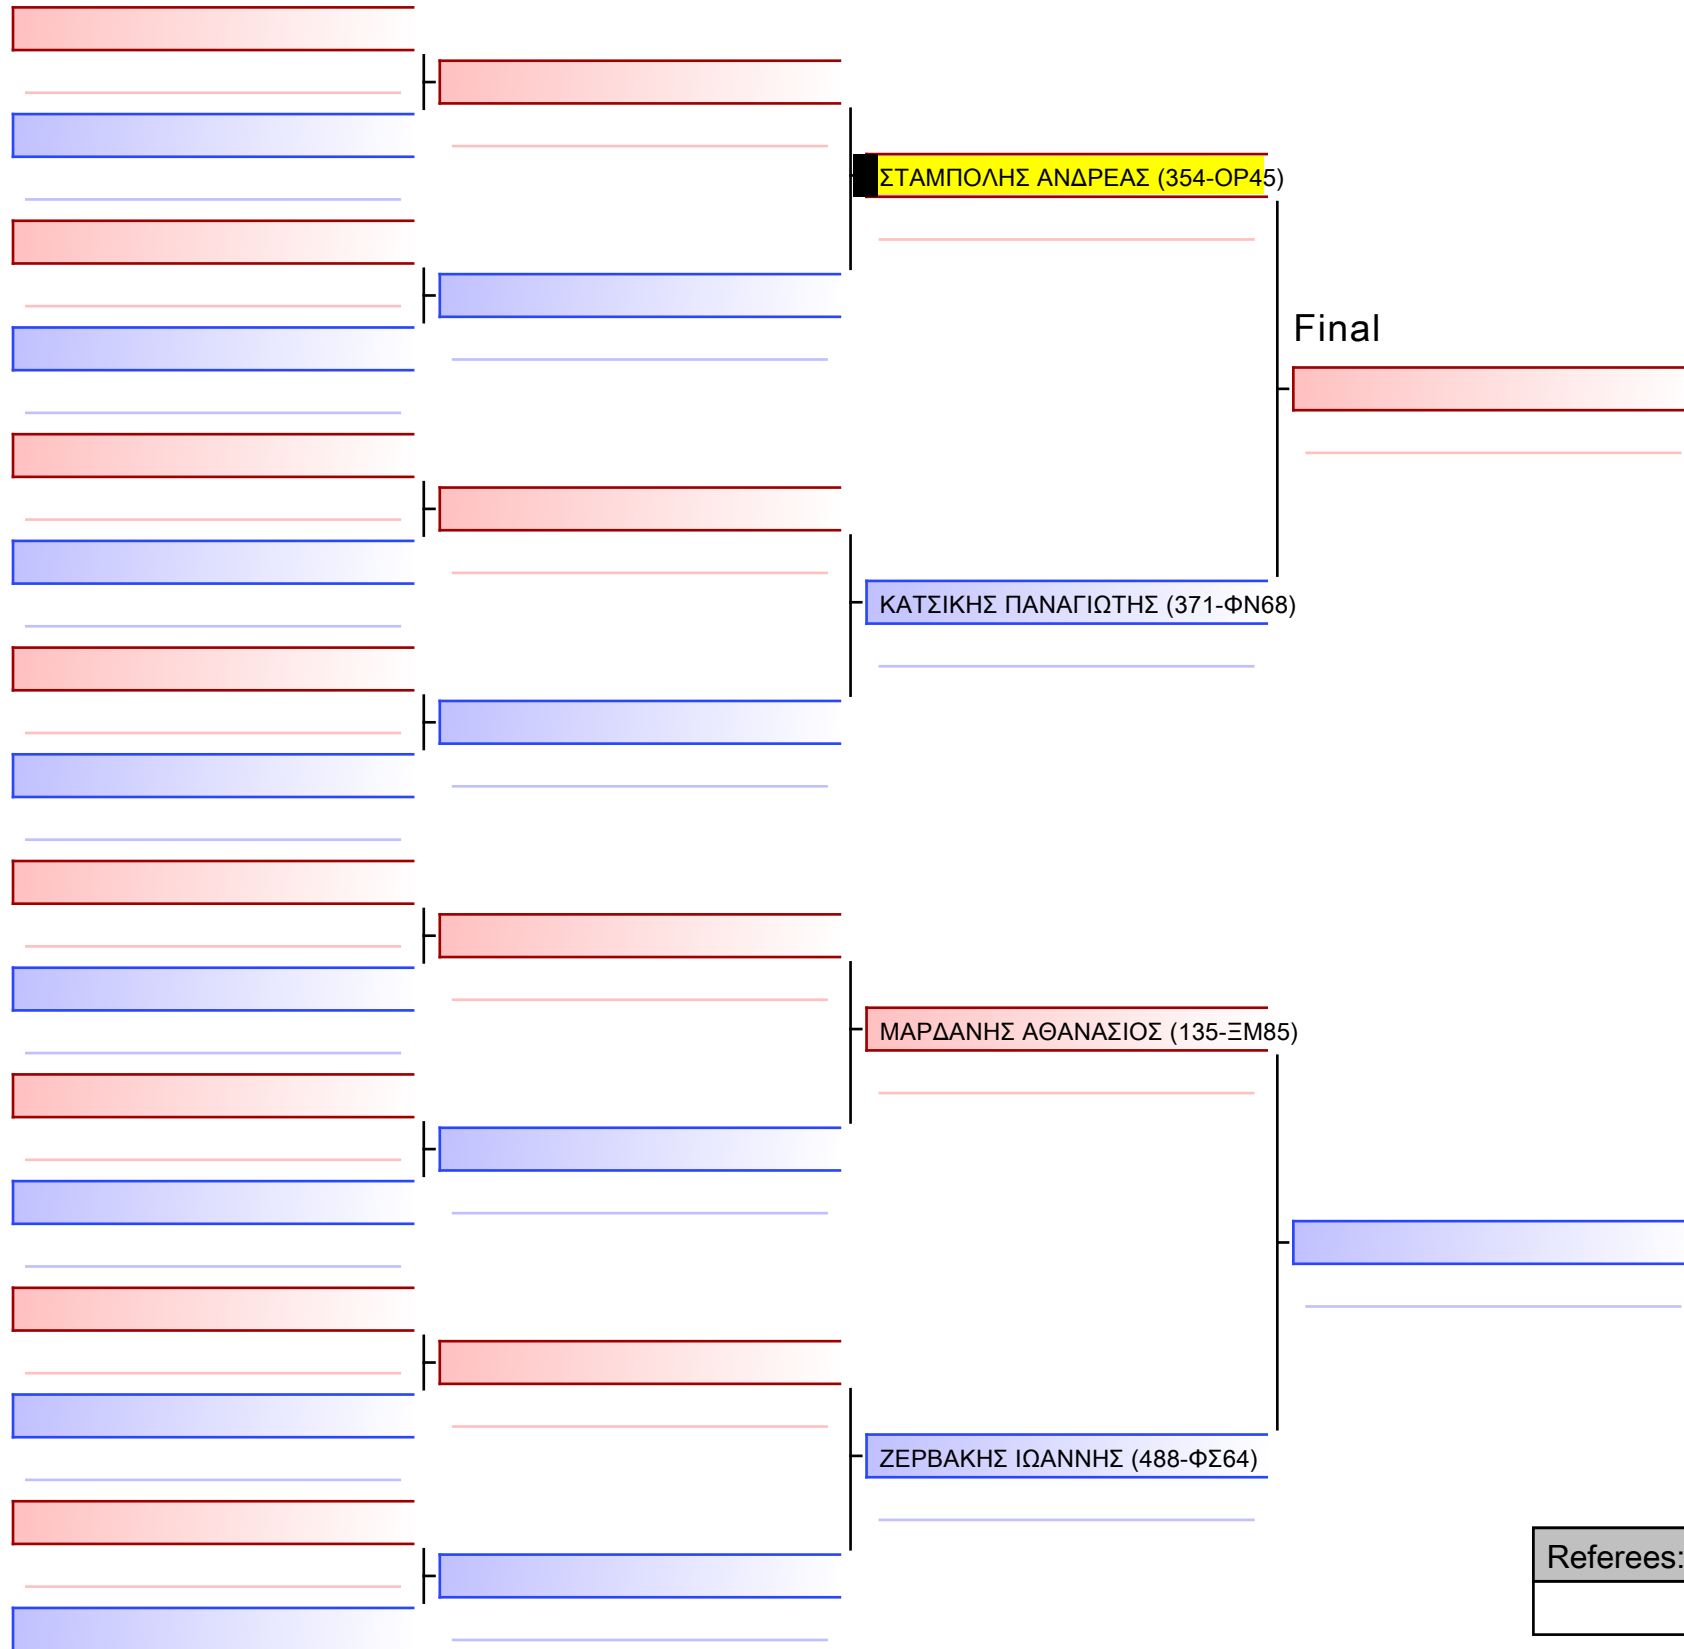 ΣΤΑΜΠΟΛΗΣ ΑΝΔΡΕΑΣ (354-ΟΡ45)
Final
ΚΑΤΣΙΚΗΣ ΠΑΝΑΓΙΩΤΗΣ (371-ΦΝ68)
ΜΑΡΔΑΝΗΣ ΑΘΑΝΑΣΙΟΣ (135-ΞΜ85)
ΖΕΡΒΑΚΗΣ ΙΩΑΝΝΗΣ (488-ΦΣ64)
Referees: